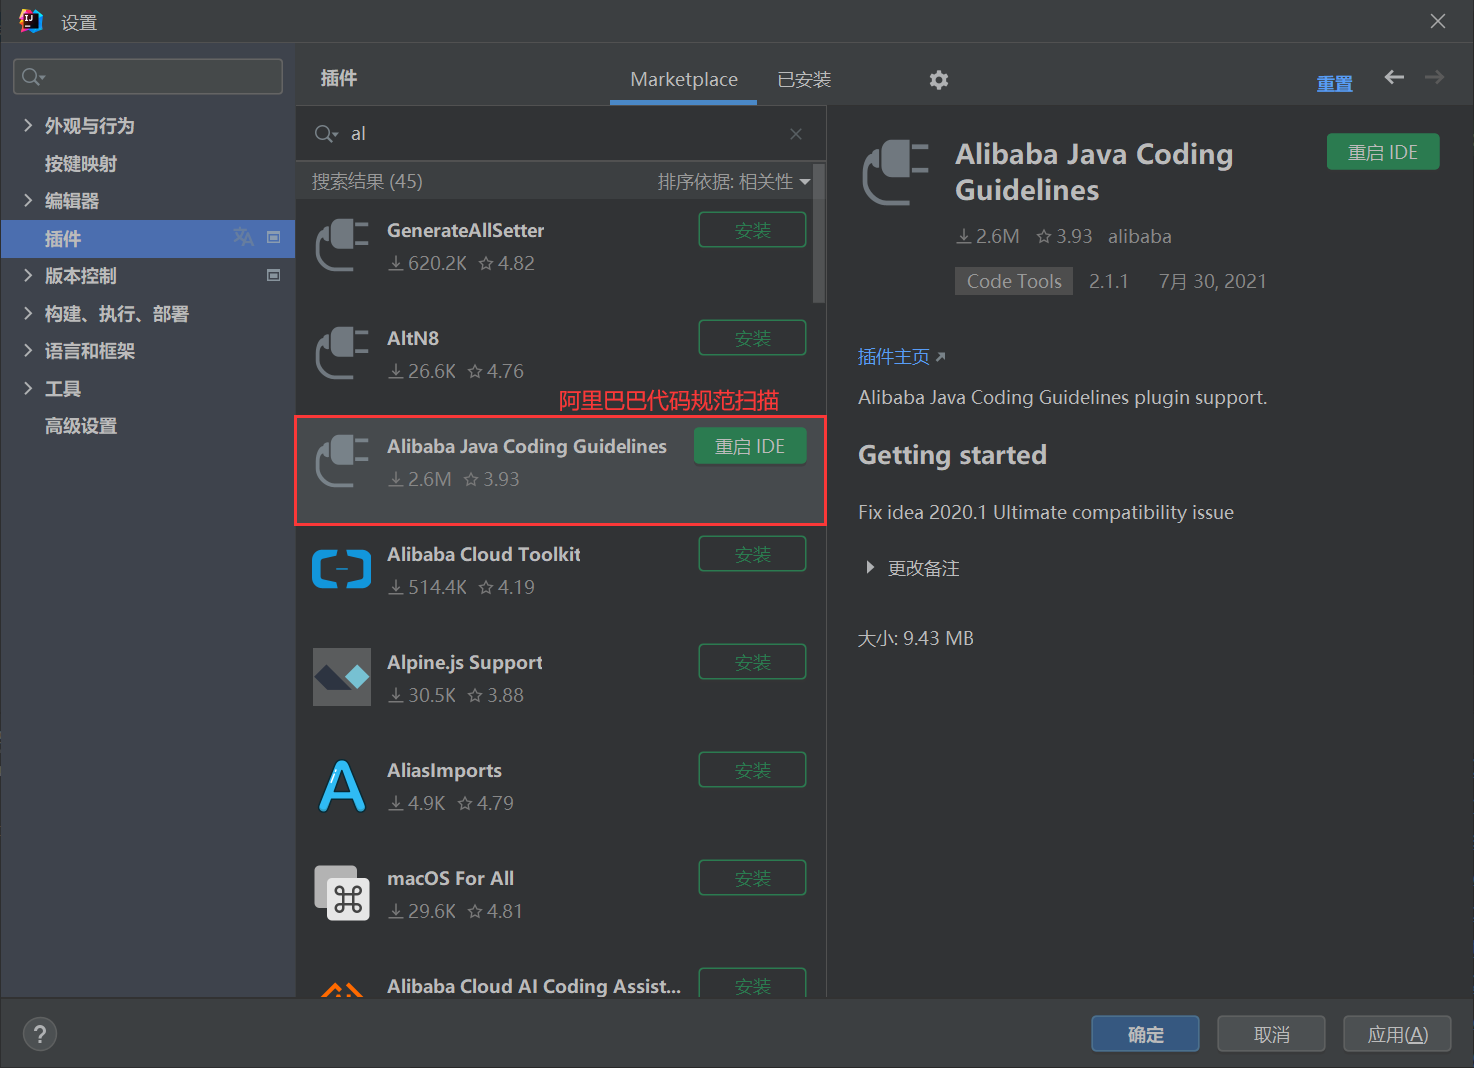 设置
插件
Marketplace
已安装
重置
外观与行为
按键映射
编辑器
插件
版本控制
构建、执行、部署
语言和框架
工具
高级设置
al
搜索结果 (45)
排序依据: 相关性
GenerateAllSetter
安装
620.2K 4.82
AltN8
安装
26.6K 4.76
阿里巴巴代码规范扫描
Alibaba Java Coding Guidelines
重启 IDE
2.6M 3.93
Alibaba Cloud Toolkit
安装
514.4K 4.19
Alpine.js Support
安装
30.5K 3.88
AliasImports
安装
4.9K 4.79
macOS For All
安装
29.6K 4.81
Alibaba Cloud AI Coding Assist...
安装
Alibaba Java Coding
Guidelines
重启 IDE
2.6M 3.93 alibaba
Code Tools 2.1.1 7月 30, 2021
插件主页
Alibaba Java Coding Guidelines plugin support.
Getting started
Fix idea 2020.1 Ultimate compatibility issue
更改备注
大小: 9.43 MB
?
确定
取消
应用(A)